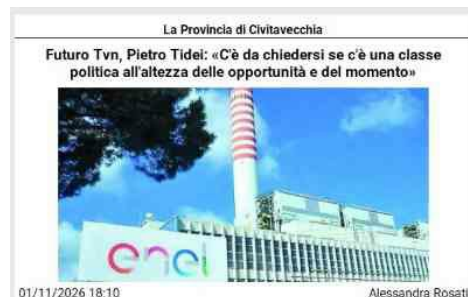 La Provincia di Civitavecchia
Futuro Tvn, Pietro Tidei: «C'è da chiedersi se c'è una classe
politica all'altezza delle opportunità e del momento»
enel
01/11/2026 18:10
Alessandra Rosati